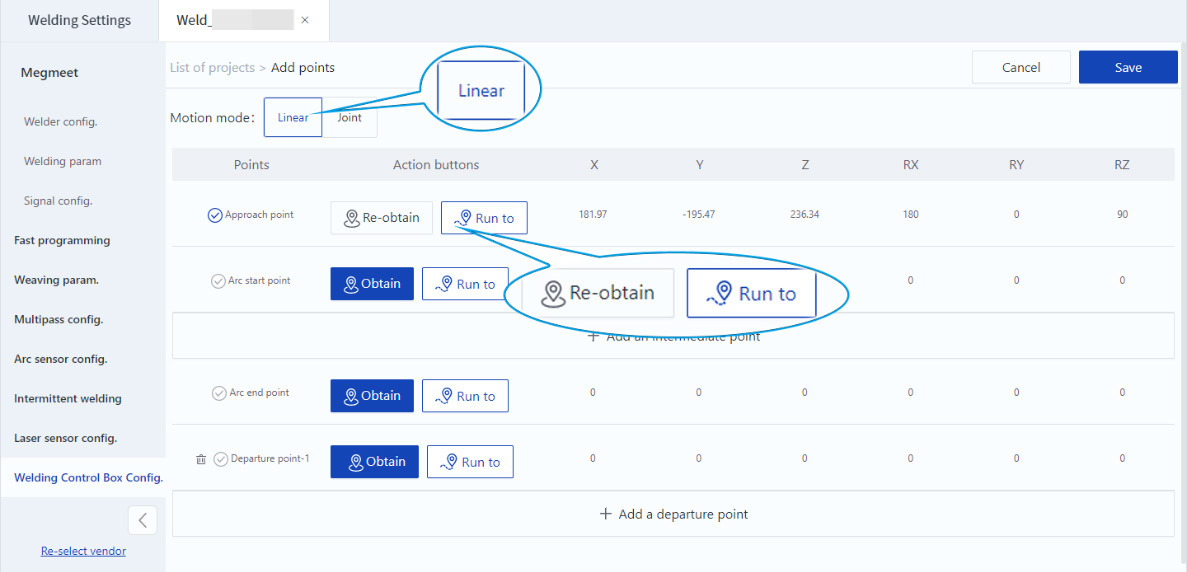 Welding Settings
Weld_ ×
Megmeet
Welder config.
Welding param
Signal config.
Fast programming
Weaving param.
Multipass config.
Arc sensor config.
Intermittent welding
Laser sensor config.
Welding Control Box Config.
Re-select vendor
List of projects > Add points
Cancel
Save
Motion mode:
Linear
Joint
Linear
Points Action buttons X Y Z RX RY RZ
Approach point Re-obtain Run to 181.97 -195.47 236.34 180 0 90
Arc start point Obtain Run to 0 0 0
Re-obtain Run to
+ Add an intermediate point
Arc end point Obtain Run to 0 0 0 0 0 0
Departure point-1 Obtain Run to 0 0 0 0 0 0
+ Add a departure point